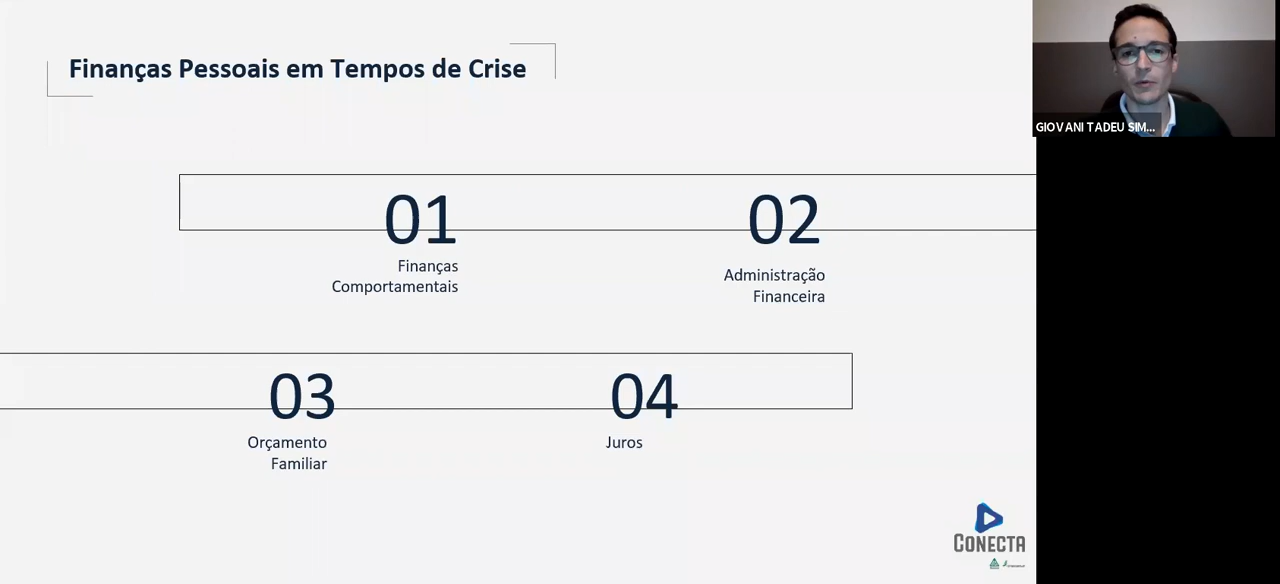 Finanças Pessoais em Tempos de Crise
GIOVANI TADEU SIM...
01
02
Finanças
Comportamentais
Administração
Financeira
03
04
Orçamento
Familiar
Juros
CONECTA